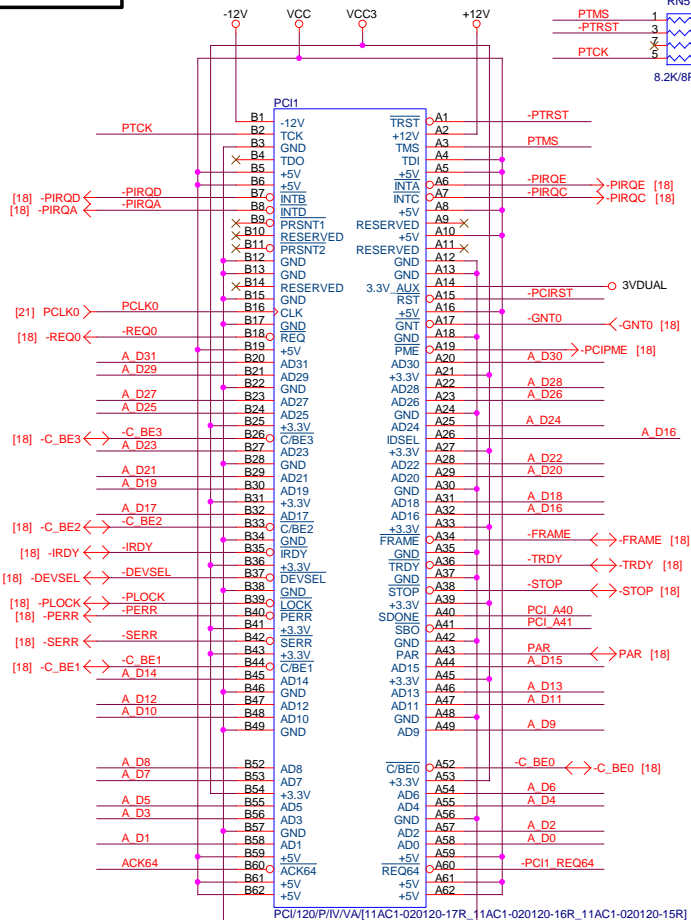 -12V VCC VCC3 +12V
RN5
PTMS 1
-PTRST 3
7
PTCK 5
8.2K/8P
PCI1
B1 -12V TRST A1 -PTRST
PTCK B2 TCK +12V A2
B3 GND TMS A3 PTMS
B4 TDO TDI A4
B5 +5V +5V A5
B6 +5V INTA A6 -PIRQE -PIRQE [18]
[18] -PIRQD -PIRQD B7 INTB INTC A7 -PIRQC -PIRQC [18]
[18] -PIRQA -PIRQA B8 INTD +5V A8
B9 PRSNT1 RESERVED A9
B10 RESERVED +5V A10
B11 PRSNT2 RESERVED A11
B12 GND GND A12
B13 GND GND A13
B14 RESERVED 3.3V_AUX A14 3VDUAL
B15 GND RST A15 -PCIRST
[21] PCLK0 PCLK0 B16 CLK +5V A16
B17 GND GNT A17 -GNT0 -GNT0 [18]
[18] -REQ0 -REQ0 B18 REQ GND A18
B19 +5V PME A19 -PCIPME [18]
A_D31 B20 AD31 AD30 A20 A_D30
A_D29 B21 AD29 +3.3V A21
B22 GND AD28 A22 A_D28
A_D27 B23 AD27 AD26 A23 A_D26
A_D25 B24 AD25 GND A24
B25 +3.3V AD24 A25 A_D24
[18] -C_BE3 -C_BE3 B26 C/BE3 IDSEL A26 A_D16
A_D23 B27 AD23 +3.3V A27
B28 GND AD22 A28 A_D22
A_D21 B29 AD21 AD20 A29 A_D20
A_D19 B30 AD19 GND A30
B31 +3.3V AD18 A31 A_D18
A_D17 B32 AD17 AD16 A32 A_D16
[18] -C_BE2 -C_BE2 B33 C/BE2 +3.3V A33
B34 GND FRAME A34 -FRAME -FRAME [18]
[18] -IRDY -IRDY B35 IRDY GND A35
B36 +3.3V TRDY A36 -TRDY -TRDY [18]
[18] -DEVSEL -DEVSEL B37 DEVSEL GND A37
B38 GND STOP A38 -STOP -STOP [18]
[18] -PLOCK -PLOCK B39 LOCK +3.3V A39
[18] -PERR -PERR B40 PERR SDONE A40 PCI_A40
B41 +3.3V SBO A41 PCI_A41
[18] -SERR -SERR B42 SERR GND A42
B43 +3.3V PAR A43 PAR PAR [18]
[18] -C_BE1 -C_BE1 B44 C/BE1 AD15 A44 A_D15
A_D14 B45 AD14 +3.3V A45
B46 GND AD13 A46 A_D13
A_D12 B47 AD12 AD11 A47 A_D11
A_D10 B48 AD10 GND A48
B49 GND AD9 A49 A_D9
A_D8 B52 AD8 C/BE0 A52 -C_BE0 -C_BE0 [18]
A_D7 B53 AD7 +3.3V A53
B54 +3.3V AD6 A54 A_D6
A_D5 B55 AD5 AD4 A55 A_D4
A_D3 B56 AD3 GND A56
B57 GND AD2 A57 A_D2
A_D1 B58 AD1 AD0 A58 A_D0
B59 +5V +5V A59
ACK64 B60 ACK64 REQ64 A60 -PCI1_REQ64
B61 +5V +5V A61
B62 +5V +5V A62
PCI/120/P/IV/VA/[11AC1-020120-17R_11AC1-020120-16R_11AC1-020120-15R]